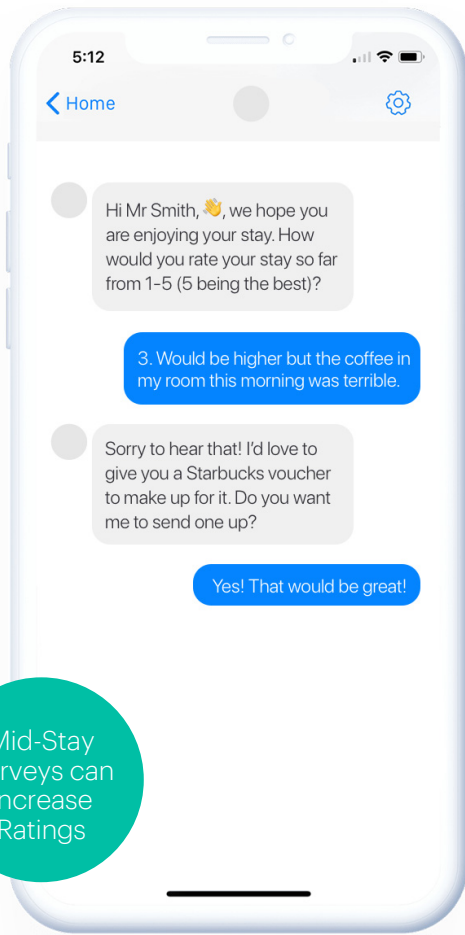 5:12
Home
Hi Mr Smith, 👋, we hope you
are enjoying your stay. How
would you rate your stay so far
from 1-5 (5 being the best)?
3. Would be higher but the coffee in
my room this morning was terrible.
Sorry to hear that! I'd love to
give you a Starbucks voucher
to make up for it. Do you want
me to send one up?
Yes! That would be great!
Mid-Stay
Surveys can
Increase
Ratings